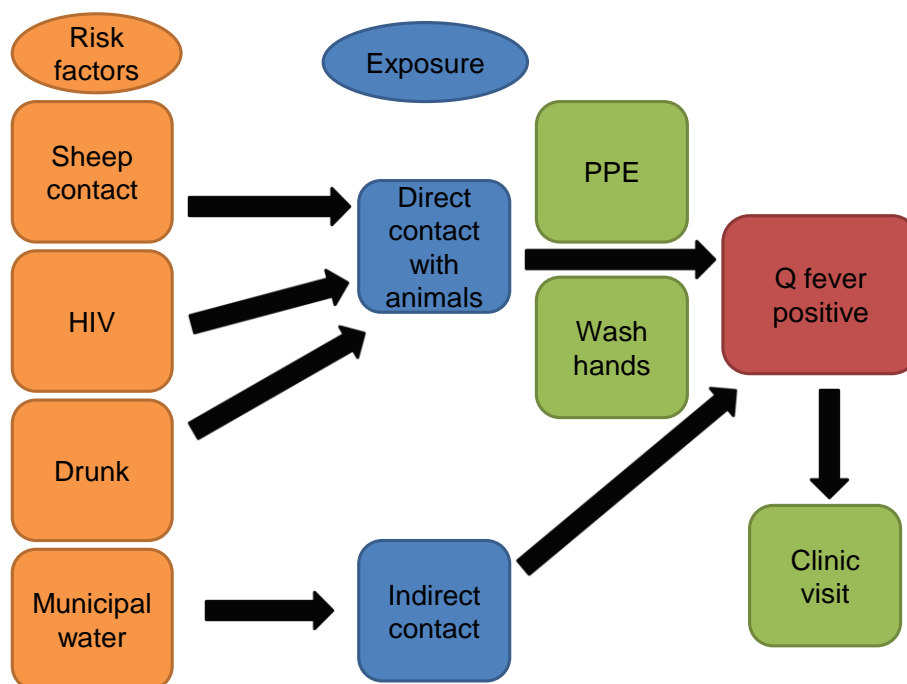 Risk
factors
Exposure
Sheep
contact
PPE
Direct
contact
with
animals
Q fever
positive
HIV
Wash
hands
Drunk
Clinic
visit
Municipal
water
Indirect
contact